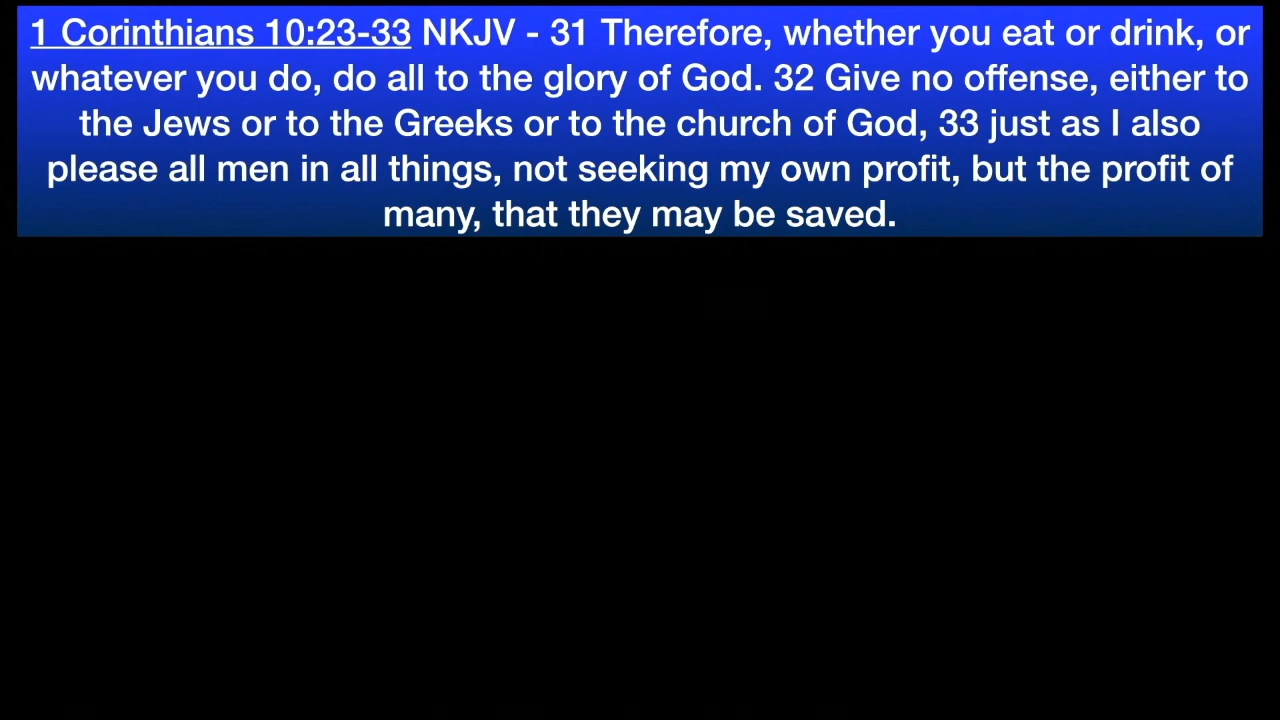 1 Corinthians 10:23-33 NKJV - 31 Therefore, whether you eat or drink, or
whatever you do, do all to the glory of God. 32 Give no offense, either to
the Jews or to the Greeks or to the church of God, 33 just as I also
please all men in all things, not seeking my own profit, but the profit of
many, that they may be saved.